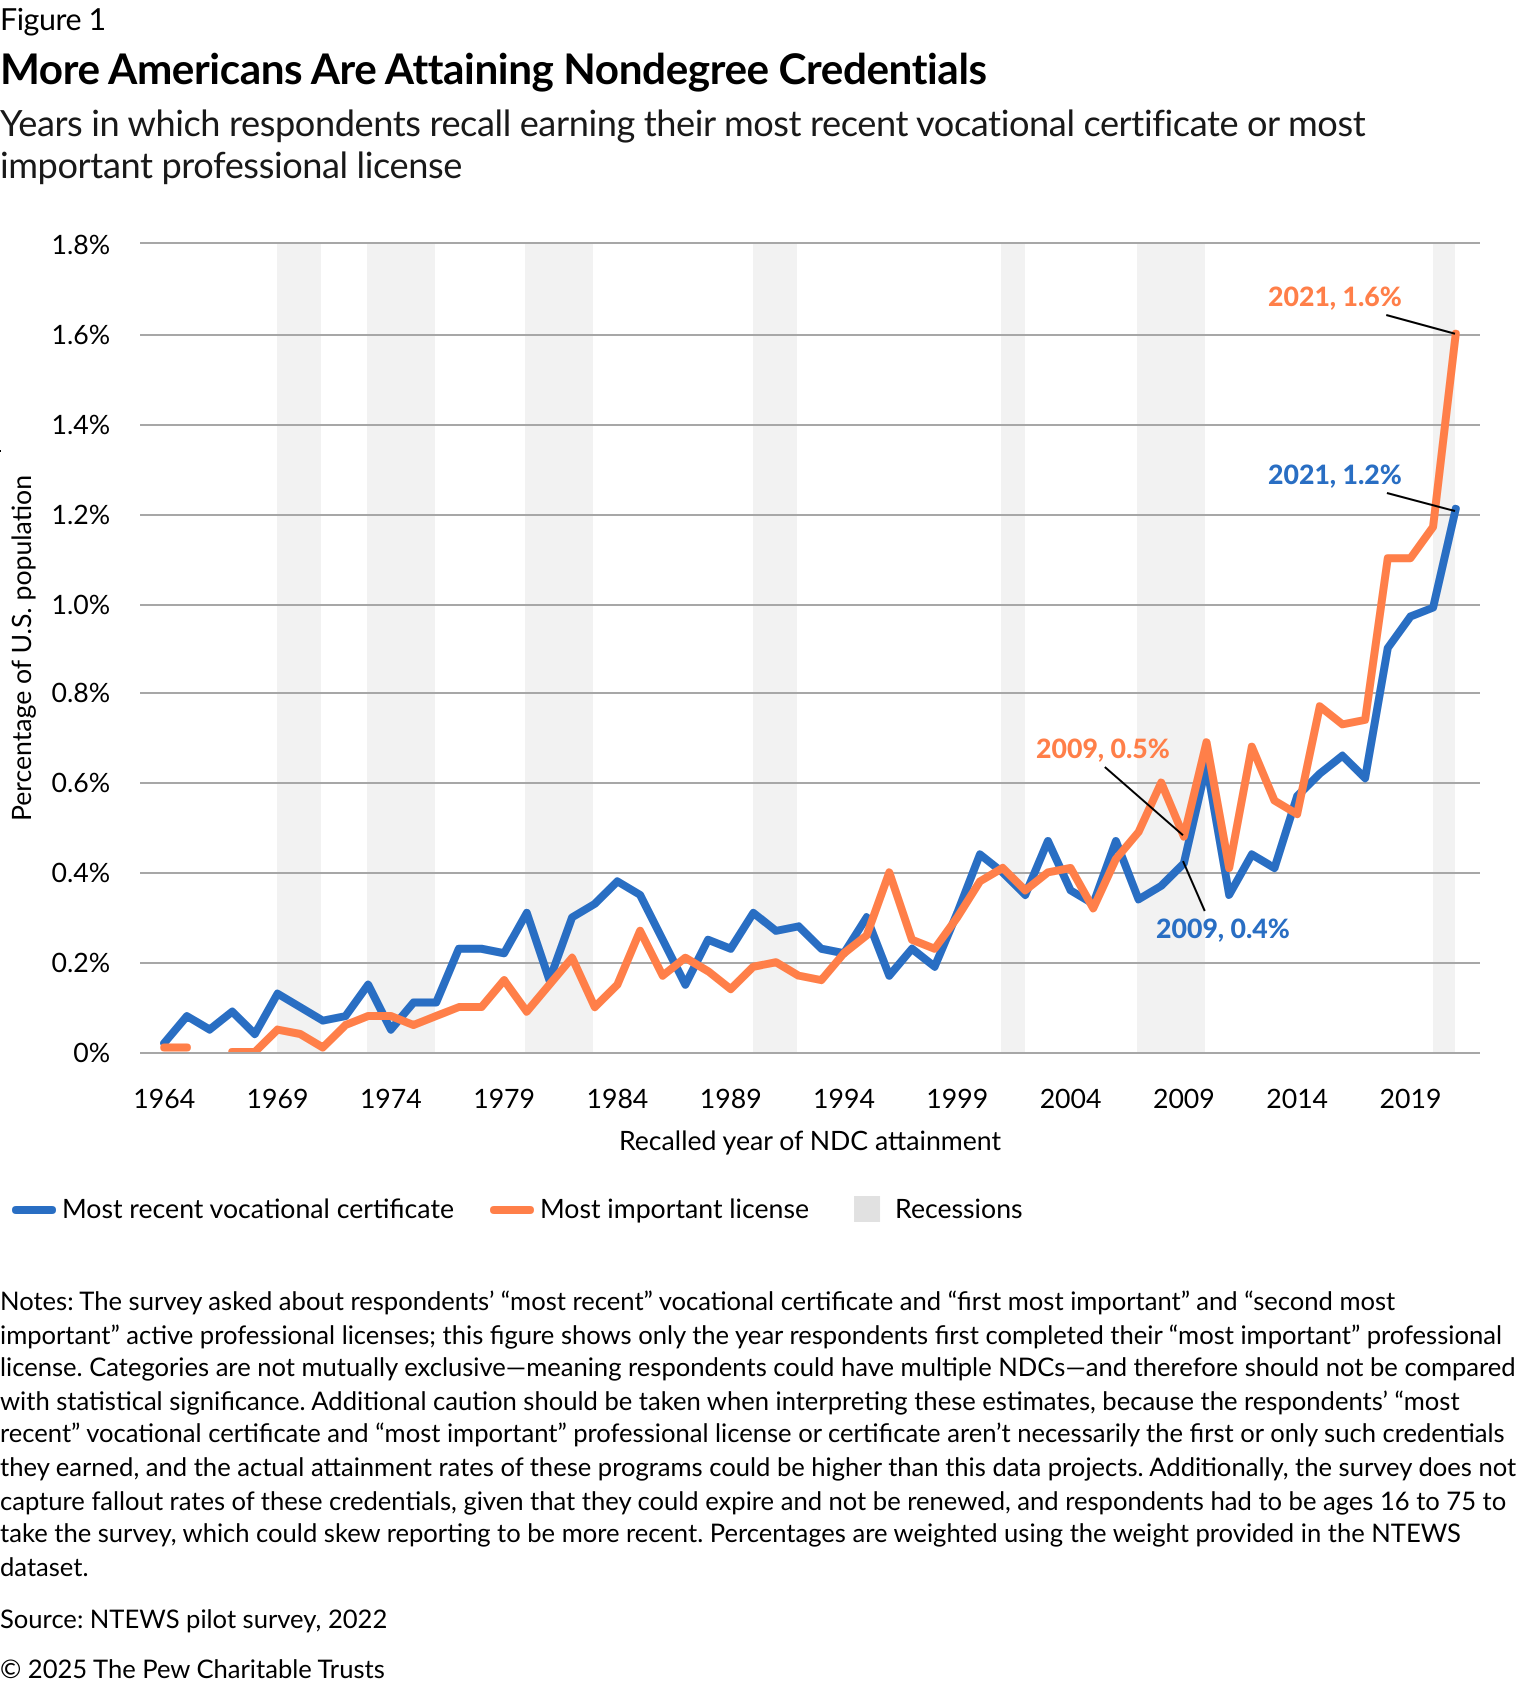 Figure 1
More Americans Are Attaining Nondegree Credentials
Years in which respondents recall earning their most recent vocational certificate or most
important professional license
1.8%
1.6%
1.4%
1.2%
1.0%
0.8%
0.6%
0.4%
0.2%
0%
Percentage of U.S. population
2021, 1.6%
2021, 1.2%
2009, 0.5%
2009, 0.4%
1964 1969 1974 1979 1984 1989 1994 1999 2004 2009 2014 2019
Recalled year of NDC attainment
Most recent vocational certificate Most important license Recessions
Notes: The survey asked about respondents’ “most recent” vocational certificate and “first most important” and “second most
important” active professional licenses; this figure shows only the year respondents first completed their “most important” professional
license. Categories are not mutually exclusive—meaning respondents could have multiple NDCs—and therefore should not be compared
with statistical significance. Additional caution should be taken when interpreting these estimates, because the respondents’ “most
recent” vocational certificate and “most important” professional license or certificate aren’t necessarily the first or only such credentials
they earned, and the actual attainment rates of these programs could be higher than this data projects. Additionally, the survey does not
capture fallout rates of these credentials, given that they could expire and not be renewed, and respondents had to be ages 16 to 75 to
take the survey, which could skew reporting to be more recent. Percentages are weighted using the weight provided in the NTEWS
dataset.
Source: NTEWS pilot survey, 2022
© 2025 The Pew Charitable Trusts